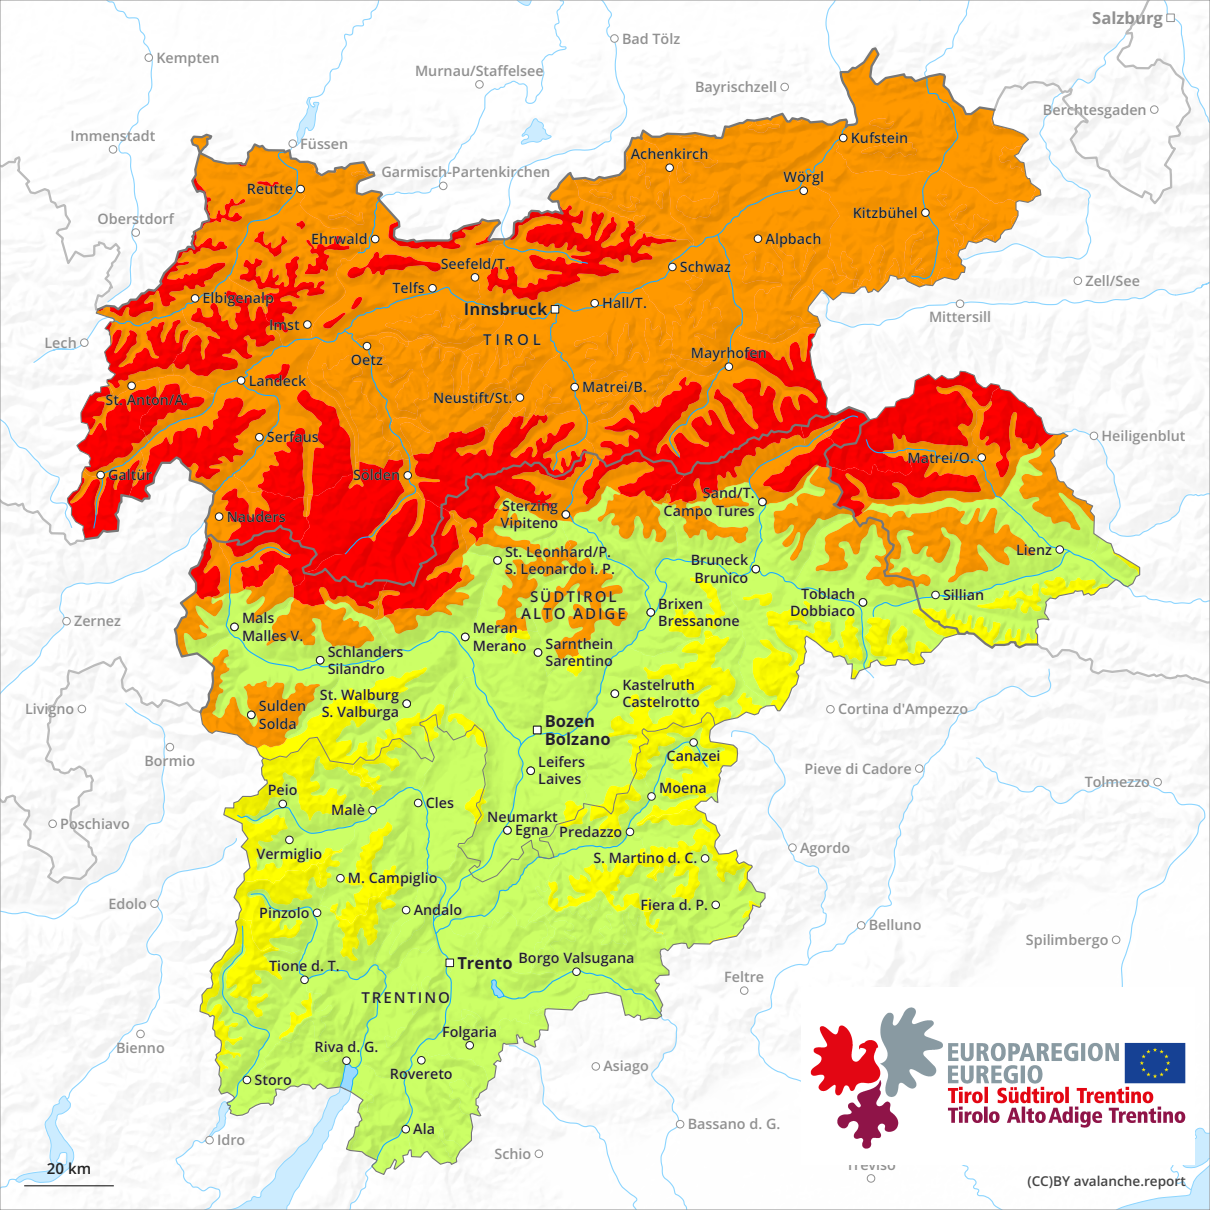 Salzburg
Bad Tölz
Kempten
Murnau/Staffelsee
Bayrischzell
Berchtesgaden
Immenstadt
Füssen
Kufstein
Achenkirch
Garmisch-Partenkirchen
Wörgl
Reutte
Oberstdorf
Kitzbühel
Ehrwald
Alpbach
Seefeld/T.
Schwaz
Zell/See
Telfs
Elbigenalp
Innsbruck
Hall/T.
Mittersill
Imst
TIROL
Lech
Oetz
Mayrhofen
Landeck
Matrei/B.
St. Anton/A.
Neustift/St.
Serfaus
Heiligenblut
Matrei/O.
Galtür
Sölden
Sand/T.
Campo Tures
Sterzing
Vipiteno
Nauders
St. Leonhard/P.
S. Leonardo i. P.
Lienz
Bruneck
Brunico
SÜDTIROL
ALTO ADIGE
Toblach
Dobbiaco
Sillian
Brixen
Bressanone
Zernez
Mals
Malles V.
Meran
Merano
Sarnthein
Sarentino
Schlanders
Silandro
Kastelruth
Castelrotto
St. Walburg
S. Valburga
Livigno
Sulden
Solda
Cortina d'Ampezzo
Bozen
Bolzano
Bormio
Canazei
Leifers
Laives
Pieve di Cadore
Tolmezzo
Peio
Moena
Malè
Cles
Neumarkt
Egna
Predazzo
Poschiavo
Vermiglio
Agordo
S. Martino d. C.
M. Campiglio
Edolo
Pinzolo
Andalo
Fiera d. P.
Belluno
Spilimbergo
Trento
Borgo Valsugana
Tione d. T.
Feltre
TRENTINO
Folgaria
Bienno
Riva d. G.
Rovereto
Asiago
Storo
EUROPAREGION
EUREGIO
Tirol Südtirol Trentino
Tirolo Alto Adige Trentino
Ala
Bassano d. G.
Idro
Schio
Treviso
20 km
(CC)BY avalanche.report